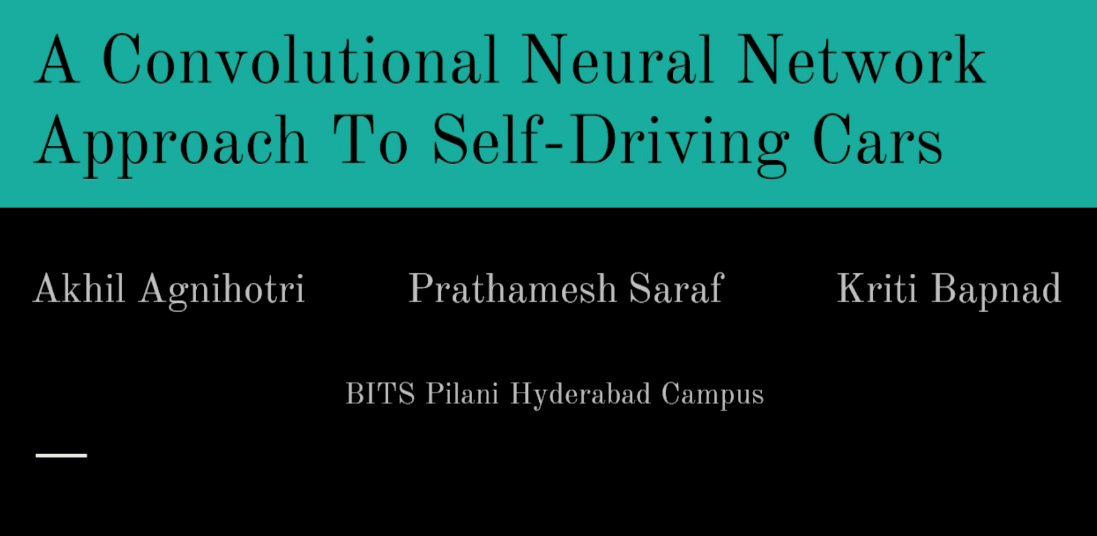 A Convolutional Neural Network
Approach To Self-Driving Cars
Akhil Agnihotri Prathamesh Saraf Kriti Bapnad
BITS Pilani Hyderabad Campus